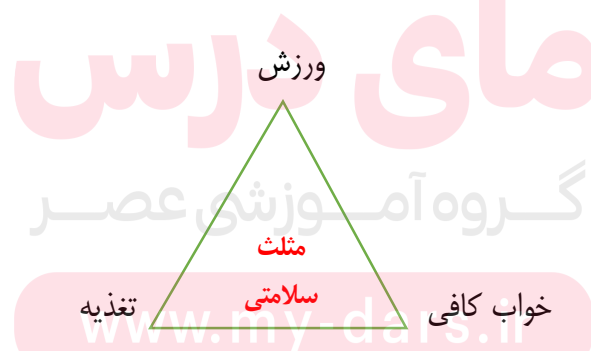 مای درس
ورزش
گروه آموزشی عصر
مثلث
سلامتی
خواب کافی
تغذیه
www.my-dars.ir